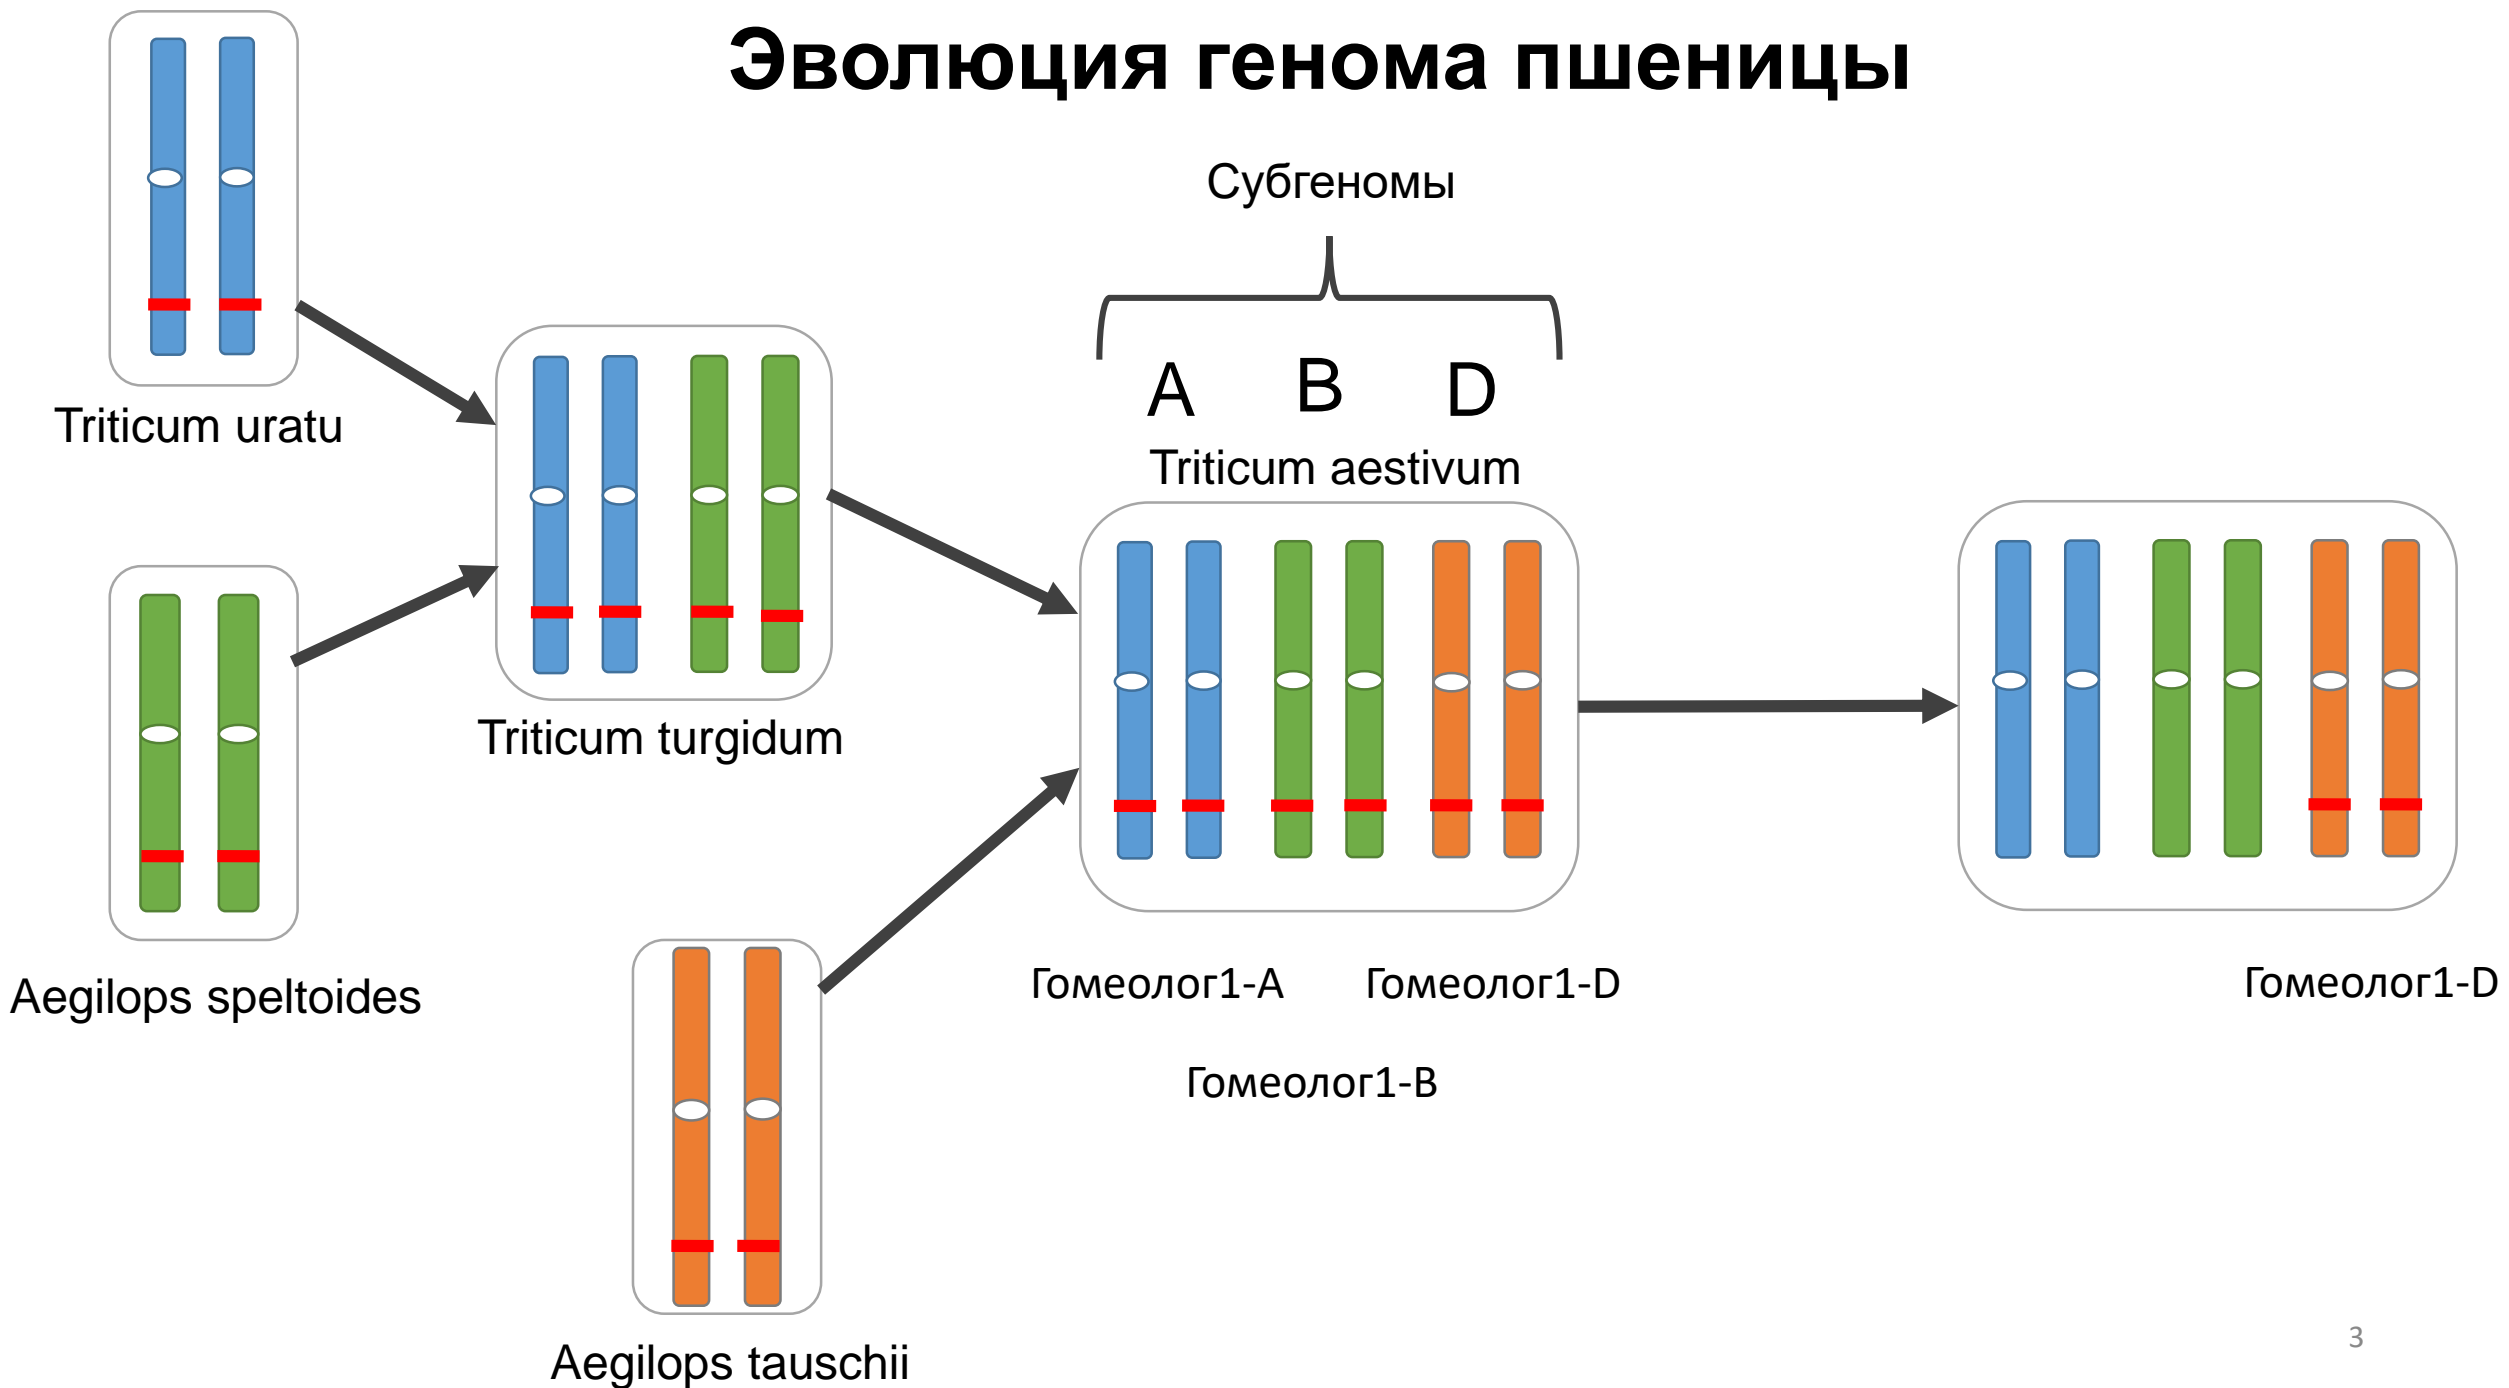 Эволюция генома пшеницы
Субгеномы
A B D
Triticum aestivum
Triticum uratu
Triticum turgidum
Aegilops speltoides
Гомеолог1-A Гомеолог1-D Гомеолог1-D
Гомеолог1-B
Aegilops tauschii
3